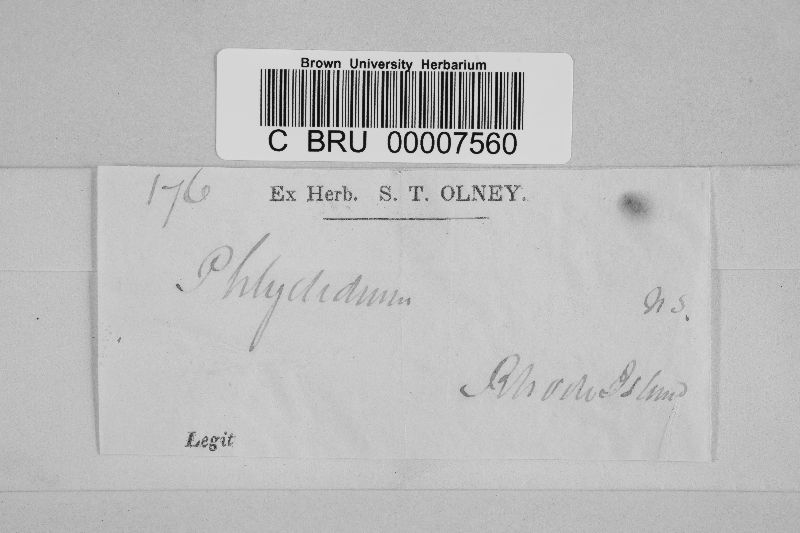 Brown University Herbarium
C BRU 00007560
176
Ex Herb. S. T. OLNEY.
Phlyctidium
n s.
Rhode Island
Legit